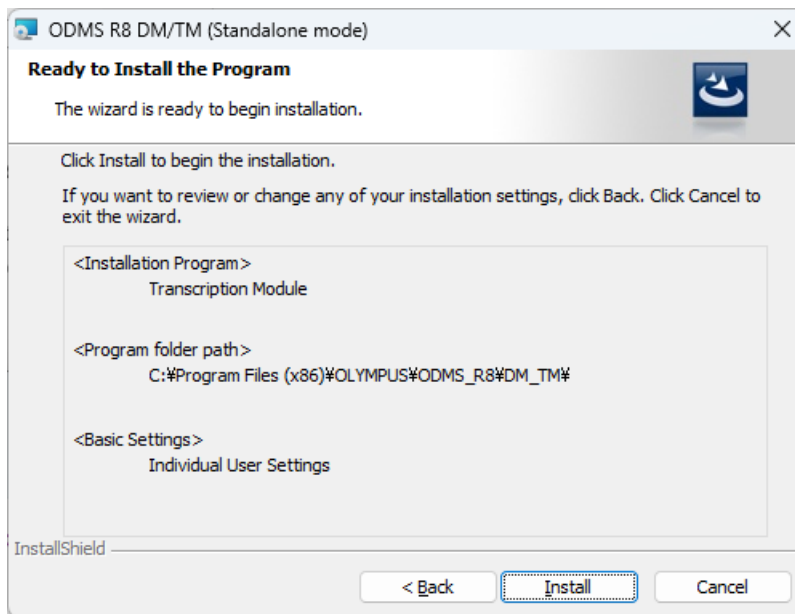 ODMS R8 DM/TM (Standalone mode)
Ready to Install the Program
The wizard is ready to begin installation.
Click Install to begin the installation.
If you want to review or change any of your installation settings, click Back. Click Cancel to
exit the wizard.
<Installation Program>
Transcription Module
<Program folder path>
C:¥Program Files (x86)¥OLYMPUS¥ODMS_R8¥DM_TM¥
<Basic Settings>
Individual User Settings
InstallShield
< Back
Install
Cancel